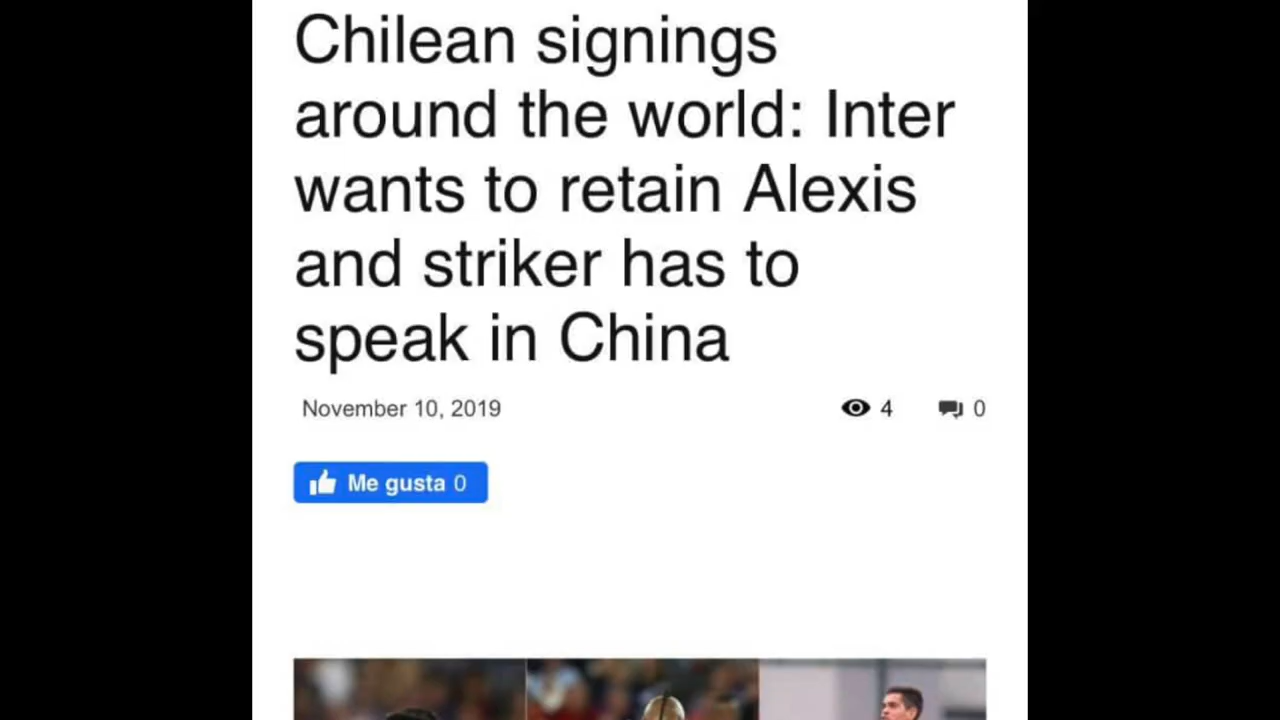 Chilean signings
around the world: Inter
wants to retain Alexis
and striker has to
speak in China
November 10, 2019 4 0
Me gusta 0